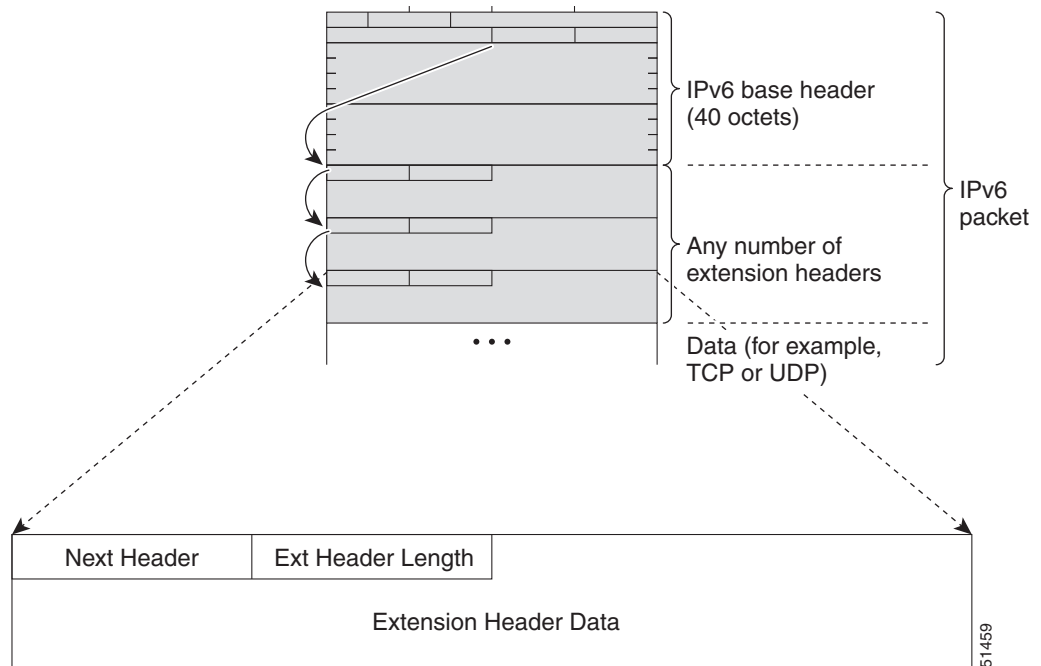 IPv6 base header
(40 octets)
IPv6
packet
Any number of
extension headers
• • •
Data (for example,
TCP or UDP)
Next Header
Ext Header Length
Extension Header Data
51459